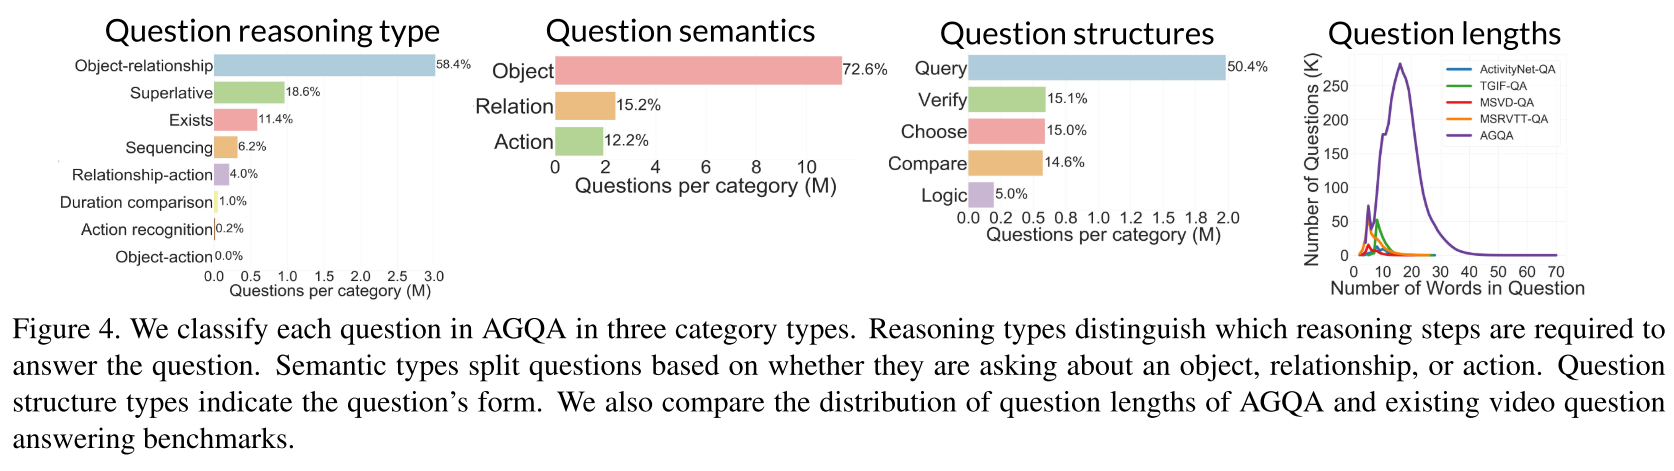 Question reasoning type
Object-relationship 58.4%
Superlative 18.6%
Exists 11.4%
Sequencing 6.2%
Relationship-action 4.0%
Duration comparison 1.0%
Action recognition 0.2%
Object-action 0.0%
0.0 0.5 1.0 1.5 2.0 2.5 3.0
Questions per category (M)
Question semantics
Object 72.6%
Relation 15.2%
Action 12.2%
0 2 4 6 8 10
Questions per category (M)
Question structures
Query 50.4%
Verify 15.1%
Choose 15.0%
Compare 14.6%
Logic 5.0%
0.0 0.2 0.5 0.8 1.0 1.2 1.5 1.8 2.0
Questions per category (M)
Question lengths
Number of Questions (K)
250
200
150
100
50
0
ActivityNet-QA
TGIF-QA
MSVD-QA
MSRVTT-QA
AGQA
0 10 20 30 40 50 60 70
Number of Words in Question
Figure 4. We classify each question in AGQA in three category types. Reasoning types distinguish which reasoning steps are required to
answer the question. Semantic types split questions based on whether they are asking about an object, relationship, or action. Question
structure types indicate the question's form. We also compare the distribution of question lengths of AGQA and existing video question
answering benchmarks.